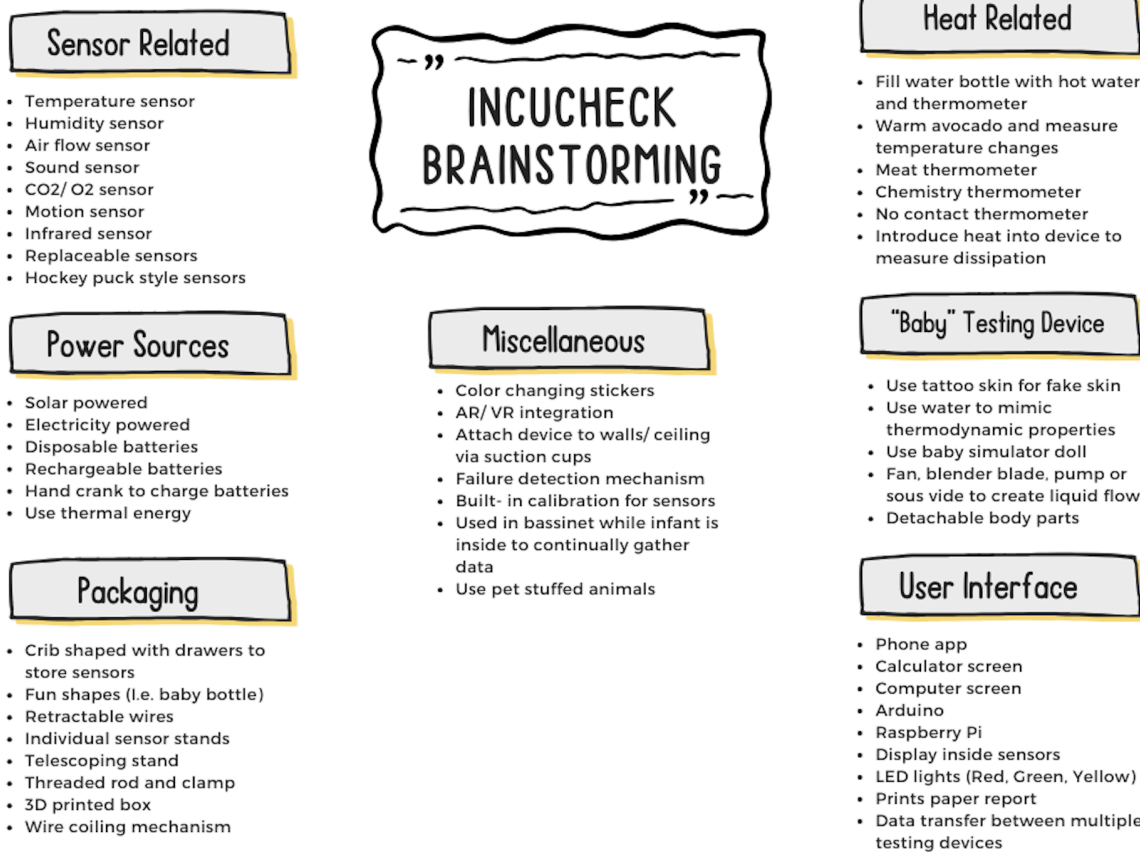 Sensor Related
• Temperature sensor
• Humidity sensor
• Air flow sensor
• Sound sensor
• CO2/ O2 sensor
• Motion sensor
• Infrared sensor
• Replaceable sensors
• Hockey puck style sensors
Power Sources
• Solar powered
• Electricity powered
• Disposable batteries
• Rechargeable batteries
• Hand crank to charge batteries
• Use thermal energy
Packaging
• Crib shaped with drawers to
store sensors
• Fun shapes (I.e. baby bottle)
• Retractable wires
• Individual sensor stands
• Telescoping stand
• Threaded rod and clamp
• 3D printed box
• Wire coiling mechanism
INCUCHECK
BRAINSTORMING
Miscellaneous
• Color changing stickers
• AR/ VR integration
• Attach device to walls/ ceiling
via suction cups
• Failure detection mechanism
• Built- in calibration for sensors
• Used in bassinet while infant is
inside to continually gather
data
• Use pet stuffed animals
Heat Related
• Fill water bottle with hot water
and thermometer
• Warm avocado and measure
temperature changes
• Meat thermometer
• Chemistry thermometer
• No contact thermometer
• Introduce heat into device to
measure dissipation
"Baby" Testing Device
• Use tattoo skin for fake skin
• Use water to mimic
thermodynamic properties
• Use baby simulator doll
• Fan, blender blade, pump or
sous vide to create liquid flow
• Detachable body parts
User Interface
• Phone app
• Calculator screen
• Computer screen
• Arduino
• Raspberry Pi
• Display inside sensors
• LED lights (Red, Green, Yellow)
• Prints paper report
• Data transfer between multiple
testing devices